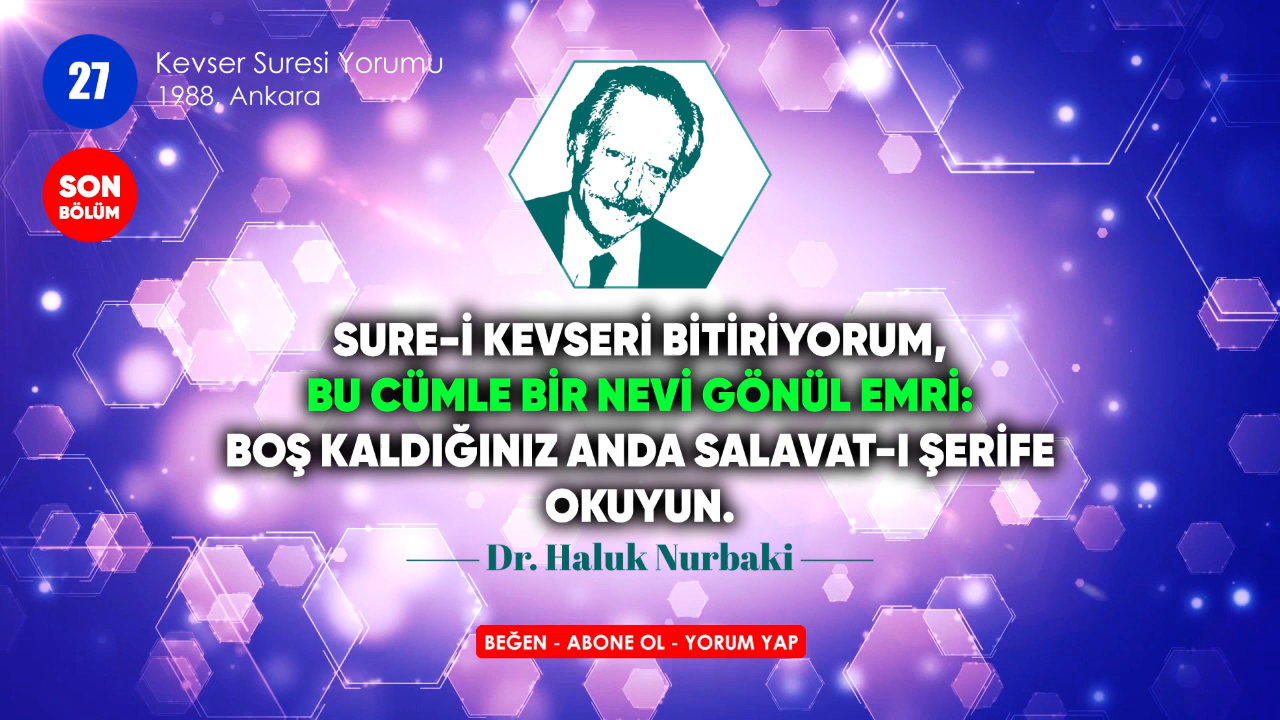 27
Kevser Suresi Yorumu
1988, Ankara
SON
BÖLÜM
SURE-İ KEVSERİ BİTİRİYORUM,
BU CÜMLE BİR NEVİ GÖNÜL EMRİ:
BOŞ KALDIĞINIZ ANDA SALAVAT-I ŞERİFE
OKUYUN.
Dr. Haluk Nurbaki
BEĞEN - ABONE OL - YORUM YAP